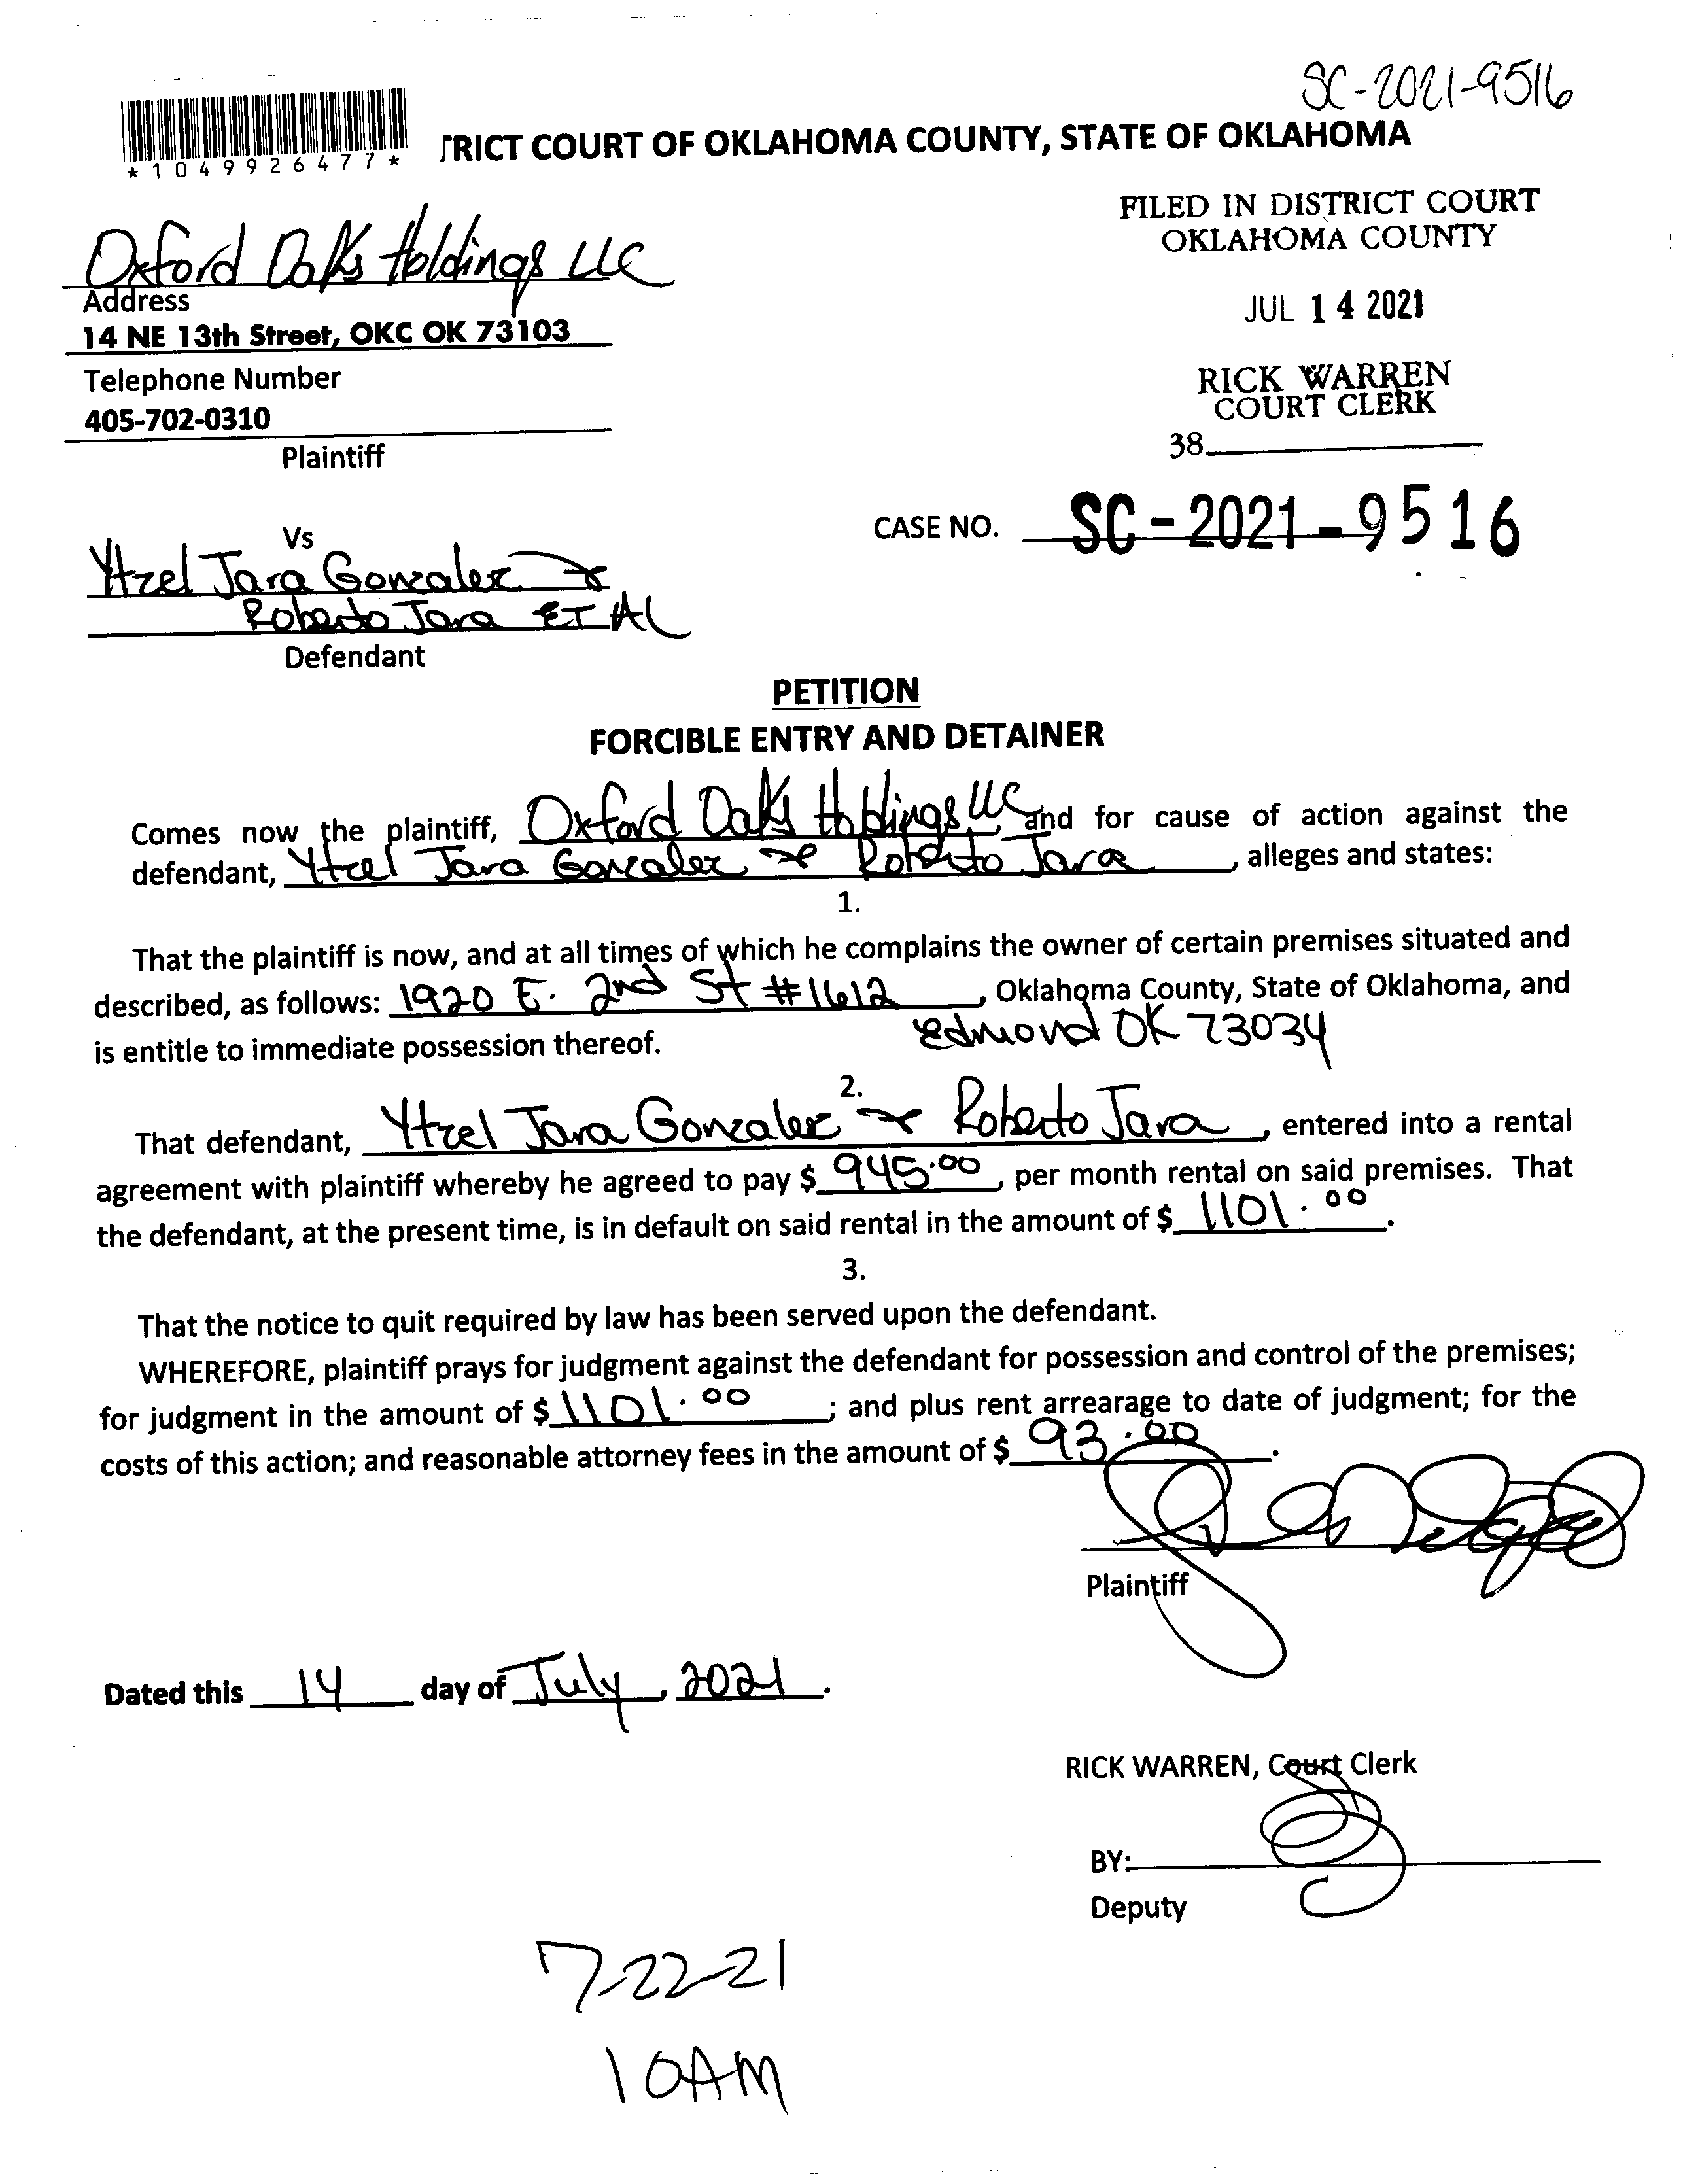 SC-2021-9516
*1049926477*
TRICT COURT OF OKLAHOMA COUNTY, STATE OF OKLAHOMA
FILED IN DISTRICT COURT
OKLAHOMA COUNTY
JUL 14 2021
RICK WARREN
COURT CLERK
38
Oxford Oaks Holdings LLC
Address
14 NE 13th Street, OKC OK 73103
Telephone Number
405-702-0310
Plaintiff
CASE NO. SC-2021-9516
Vs
Ytzel Jara Gonzalez &
Roberto Jara ET AL
Defendant
PETITION
FORCIBLE ENTRY AND DETAINER
Comes now the plaintiff, Oxford Oaks Holdings LLC, and for cause of action against the
defendant, Ytzel Jara Gonzalez & Roberto Jara, alleges and states:
1.
That the plaintiff is now, and at all times of which he complains the owner of certain premises situated and
described, as follows: 1920 E. 2nd St #1612, Oklahoma County, State of Oklahoma, and
is entitle to immediate possession thereof. Edmond OK 73034
2.
That defendant, Ytzel Jara Gonzalez & Roberto Jara, entered into a rental
agreement with plaintiff whereby he agreed to pay $ 945.00, per month rental on said premises. That
the defendant, at the present time, is in default on said rental in the amount of $ 1101.00.
3.
That the notice to quit required by law has been served upon the defendant.
WHEREFORE, plaintiff prays for judgment against the defendant for possession and control of the premises;
for judgment in the amount of $ 1101.00; and plus rent arrearage to date of judgment; for the
costs of this action; and reasonable attorney fees in the amount of $ 93.00.
Plaintiff
Dated this 14 day of July, 2021.
RICK WARREN, Court Clerk
BY:
Deputy
7-22-21
10AM